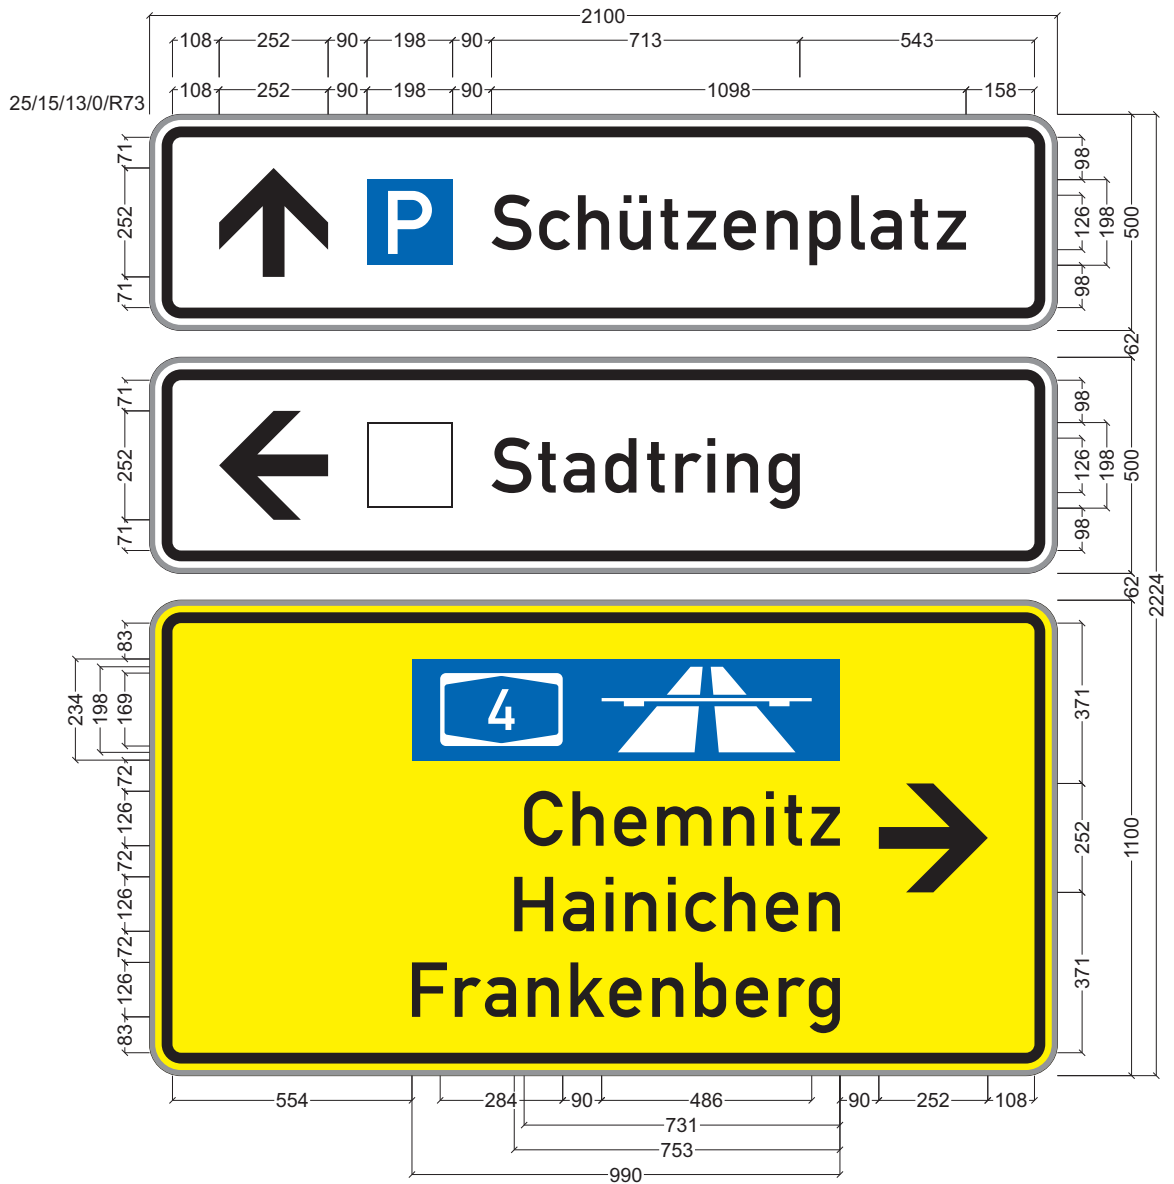 2100
108 252 90 198 90 713 543
108 252 90 198 90 1098 158
25/15/13/0/R73
71 252 71
P Schützenplatz
98 126 198 98 500
62
71 252 71
Stadtring
98 126 198 98 500
62
2224
83
234 198 169
72 126 72 126 72 126 83
4
Chemnitz
Hainichen
Frankenberg
371 252 371 1100
554 284 90 486 90 252 108
731
753
990